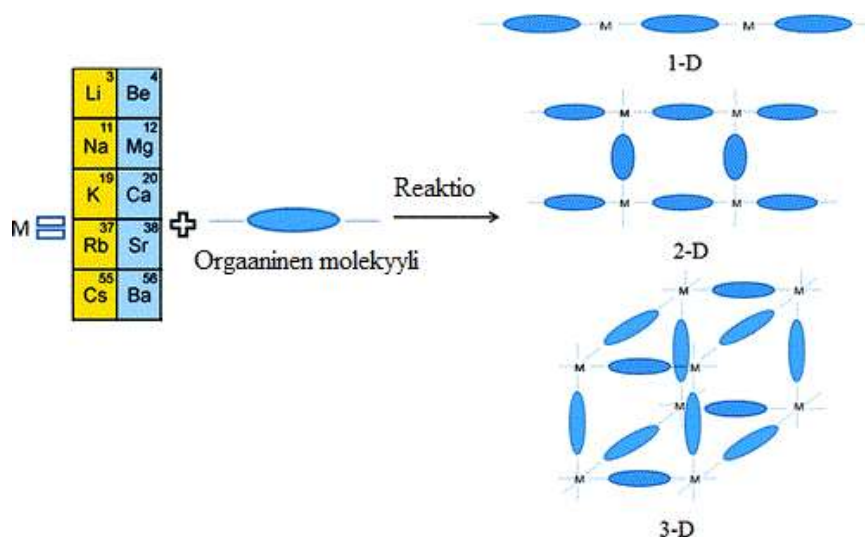 M M
1-D
3 4
Li Be
11 12
Na Mg
19 20
K Ca
37 38
Rb Sr
55 56
Cs Ba
M
Orgaaninen molekyyli
Reaktio
M M
M M
2-D
M M
M M
M M
M M
3-D